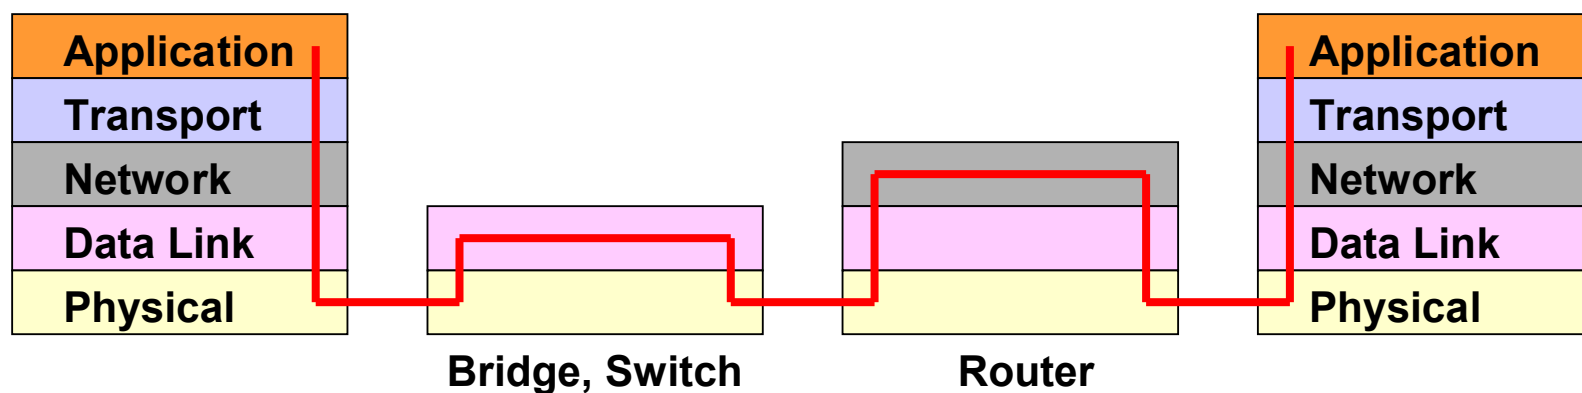 Application
Transport
Network
Data Link
Physical
Bridge, Switch
Router
Application
Transport
Network
Data Link
Physical